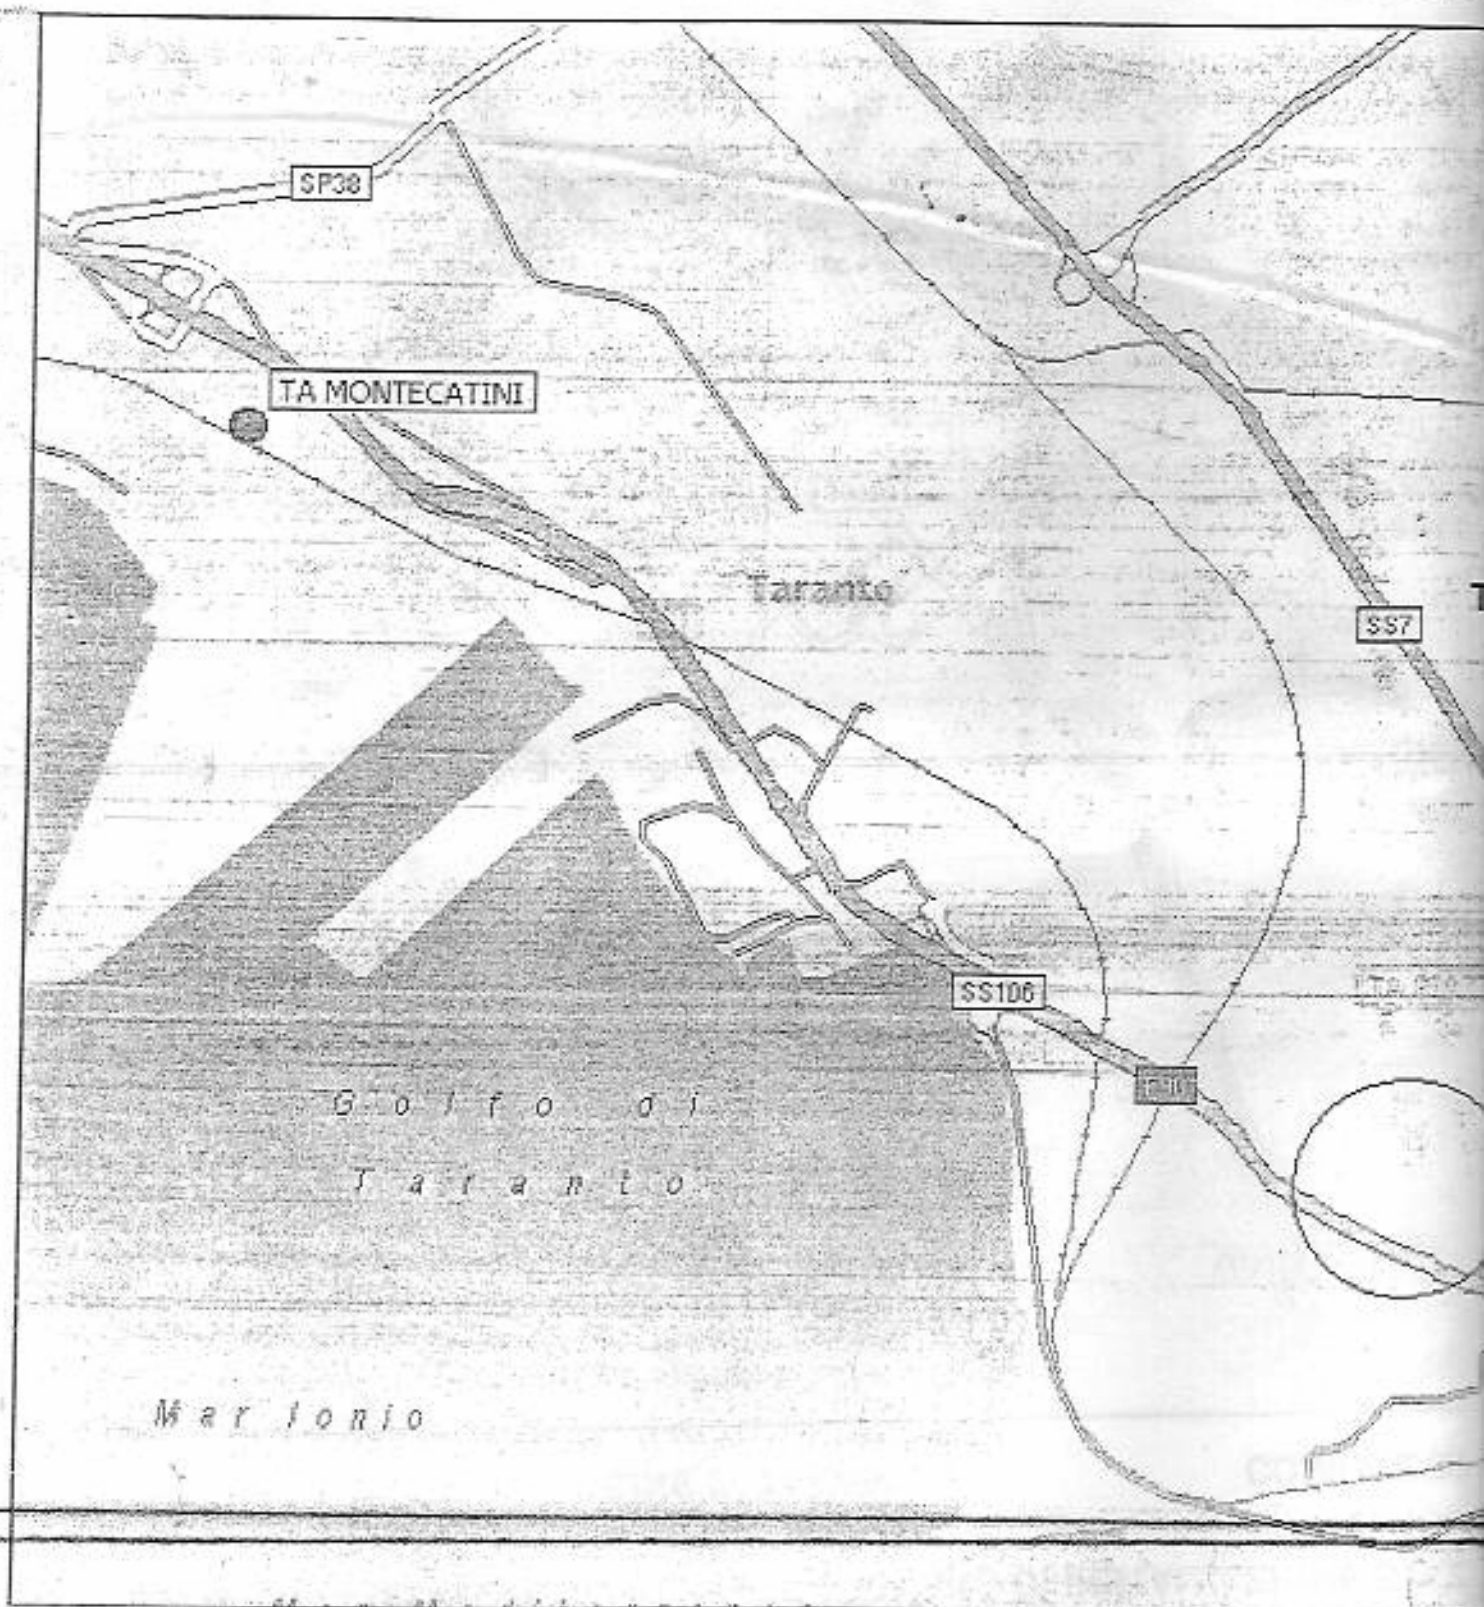 SP38
TA MONTECATINI
Taranto
SS7
SS106
Golfo di
Taranto
Mar Ionio